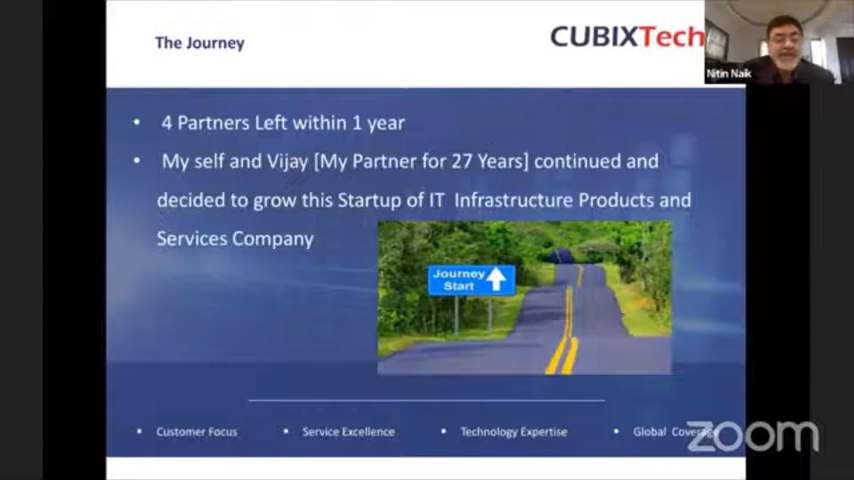 The Journey
CUBIXTech
Nitin Naik
• 4 Partners Left within 1 year
• My self and Vijay [My Partner for 27 Years] continued and
decided to grow this Startup of IT Infrastructure Products and
Services Company
Journey
Start
• Customer Focus • Service Excellence • Technology Expertise • Global Coverage
zoom